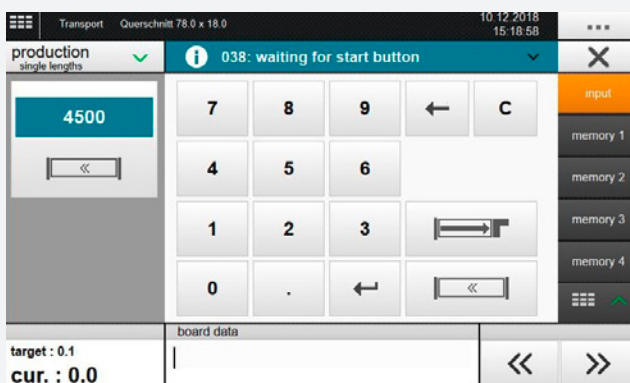 Transport Querschnitt 78.0 x 18.0 10.12.2018
15:18:58
production
single lengths
038: waiting for start button
4500
7 8 9 C
4 5 6
1 2 3
0 .
input
memory 1
memory 2
memory 3
memory 4
board data
target : 0.1
cur. : 0.0